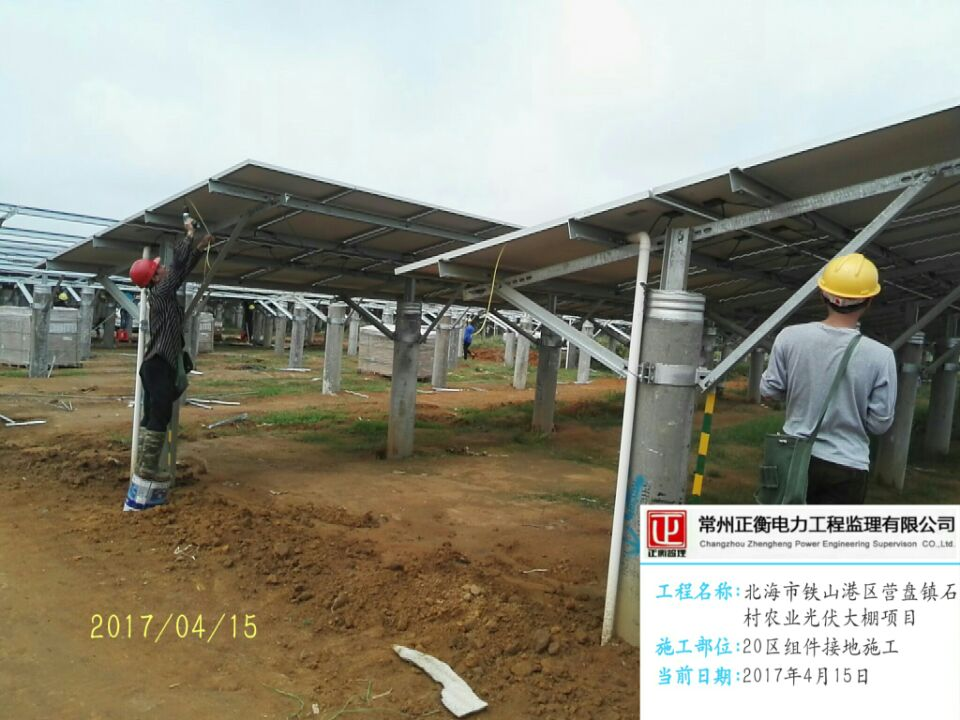 2017/04/15
正衡监理
常州正衡电力工程监理有限公司
Changzhou Zhengheng Power Engineering Supervison CO.,Ltd.
工程名称:北海市铁山港区营盘镇石
村农业光伏大棚项目
施工部位:20区组件接地施工
当前日期:2017年4月15日